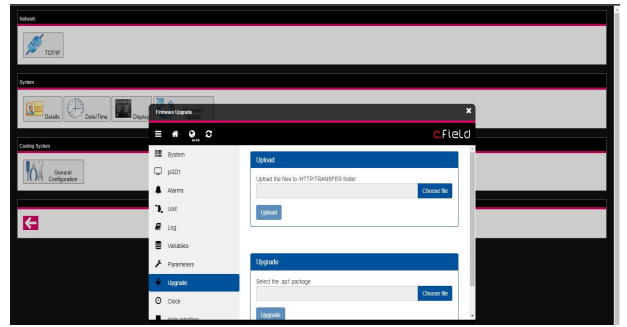 Network
TCP/IP
System
Details
Date/Time
Display
Cooling System
General
Configuration
Firmware Upgrade
×
c.field
System
pGD1
Alarms
Unit
Log
Variables
Parameters
Upgrade
Clock
Upload
Upload the files to /HTTP/TRANSFER folder
Choose file
Upload
Upgrade
Select the .ap1 package
Choose file
Upgrade